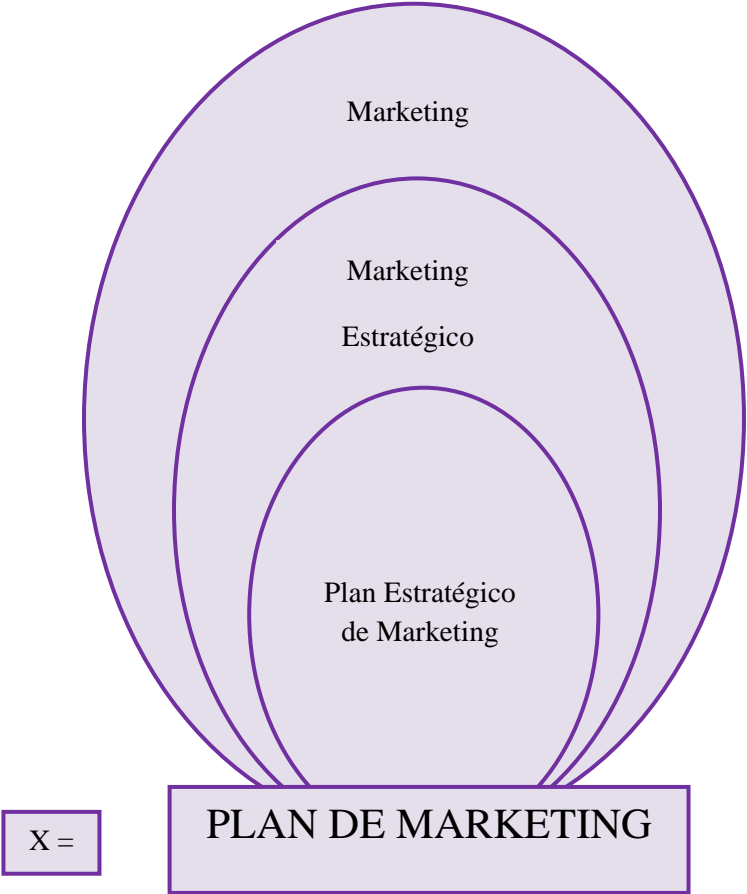 Marketing
Marketing
Estratégico
Plan Estratégico
de Marketing
X =
PLAN DE MARKETING